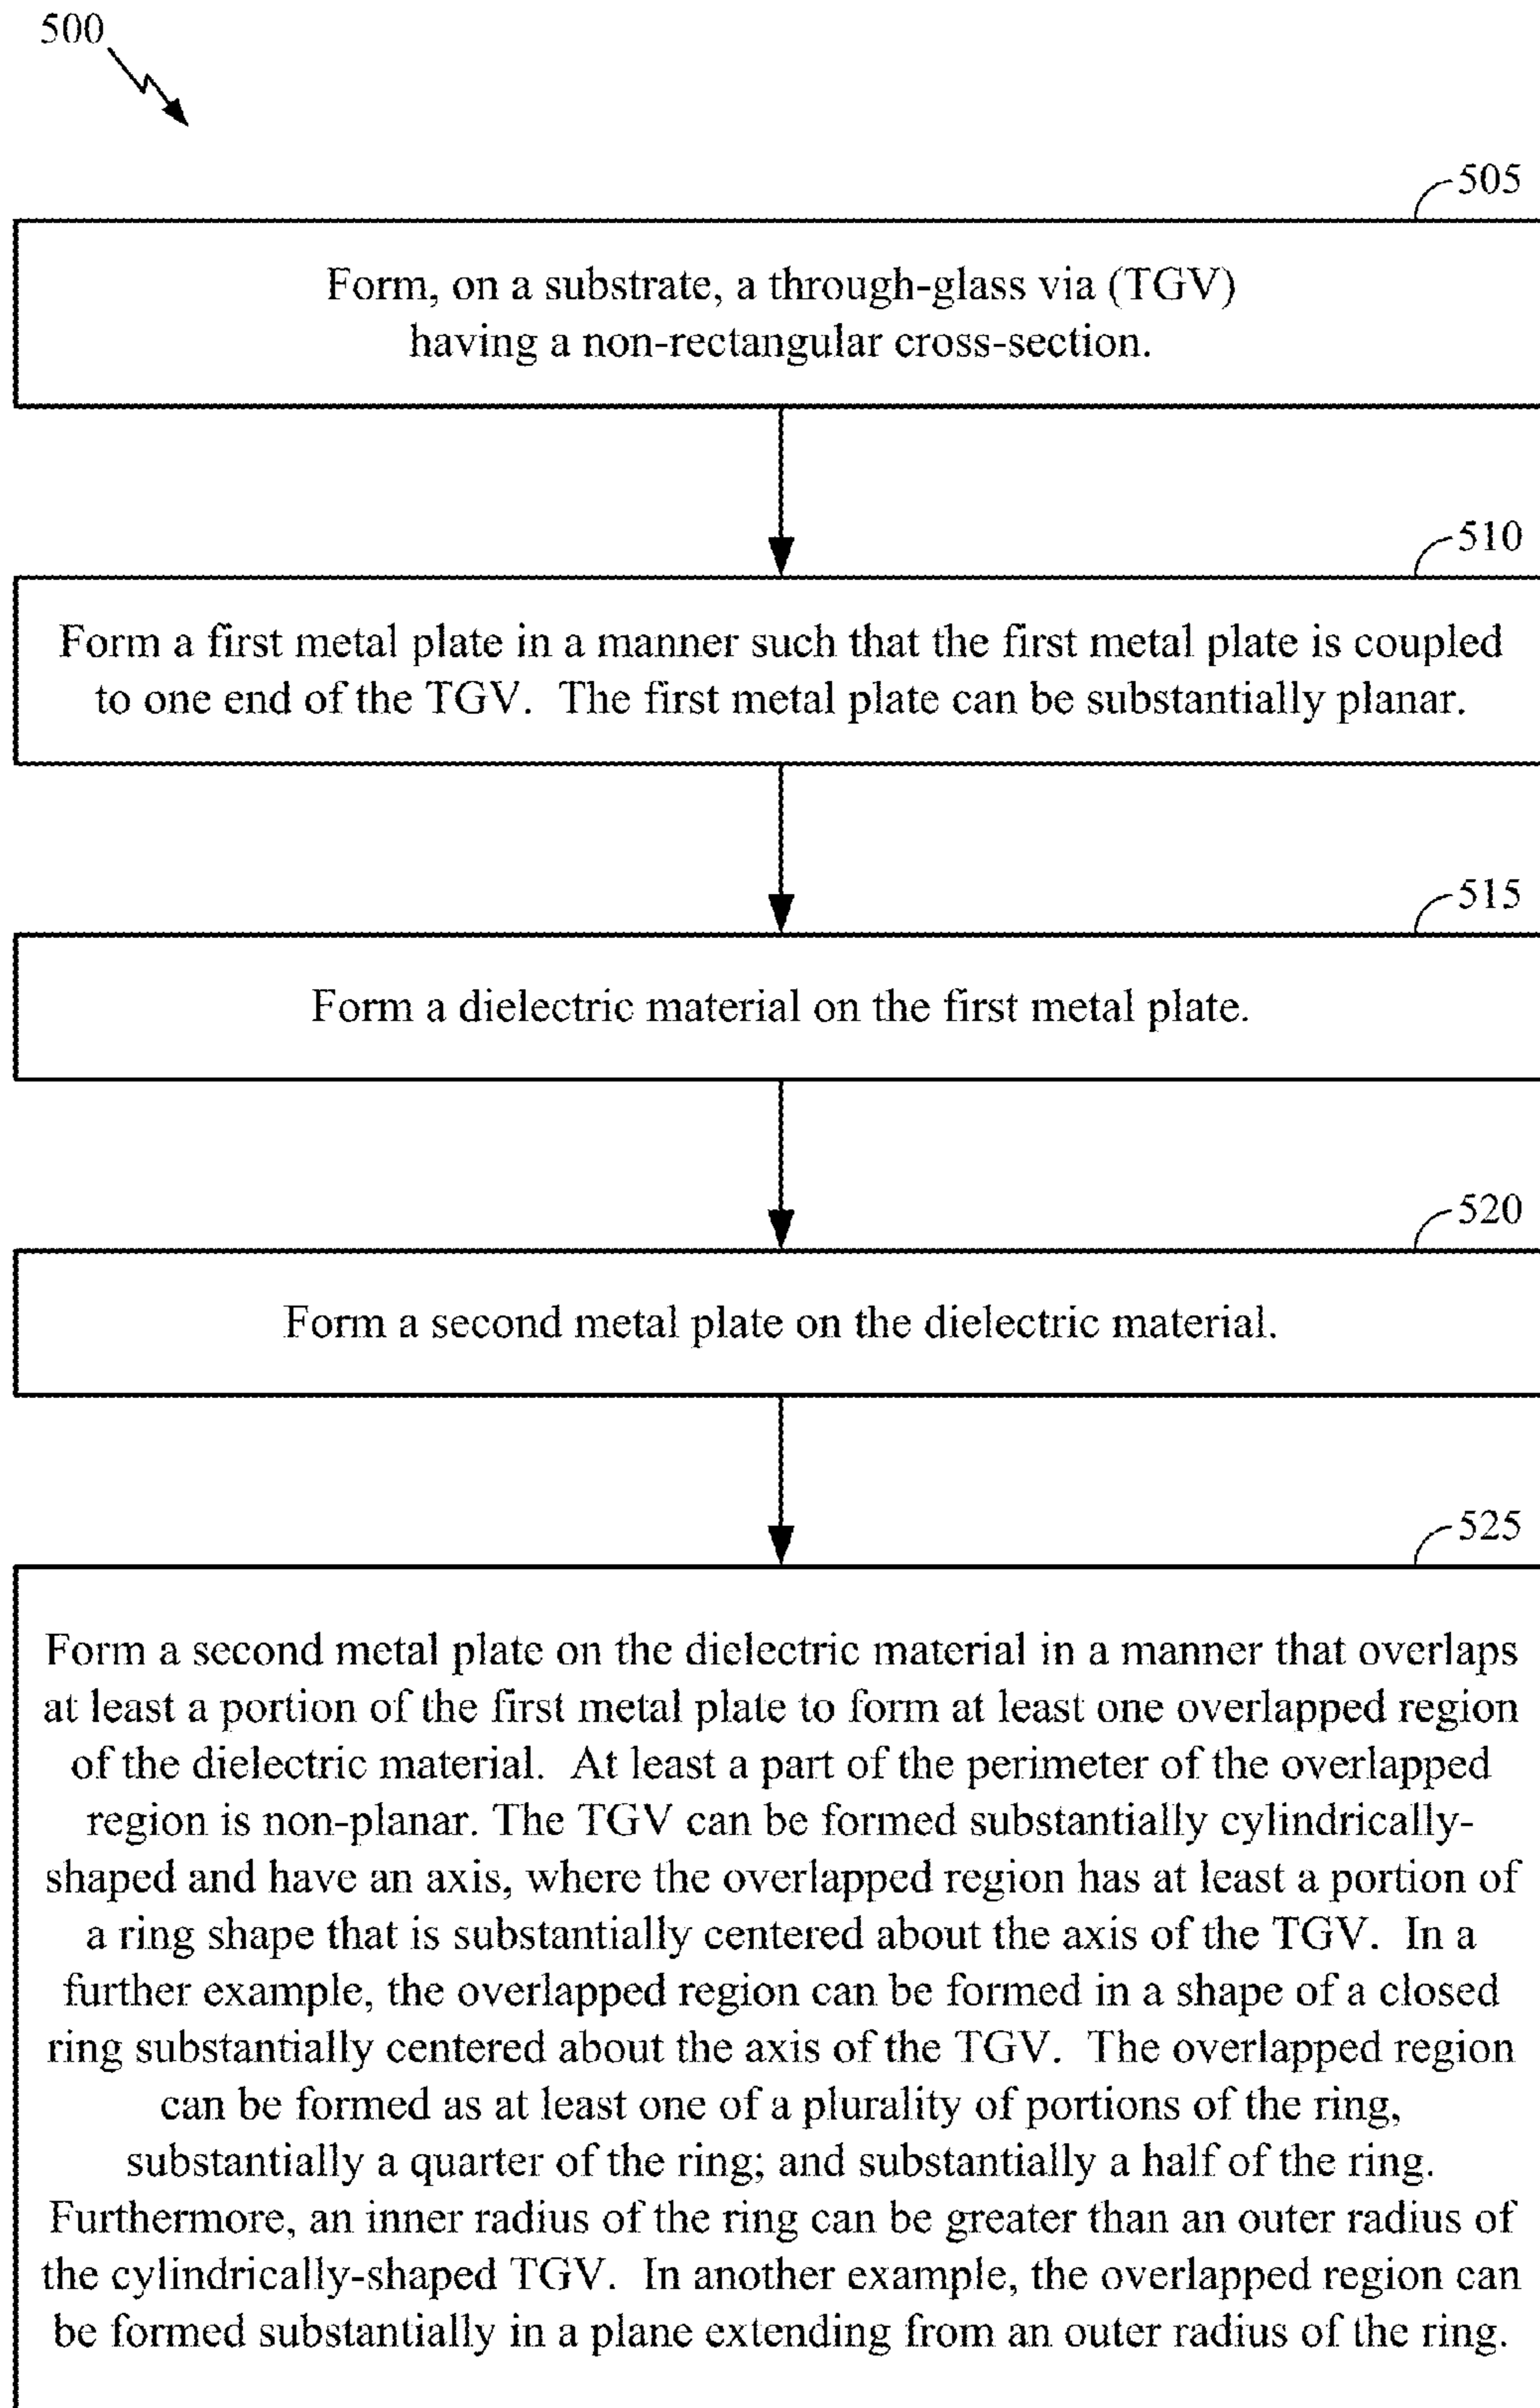 500
505
Form, on a substrate, a through-glass via (TGV)
having a non-rectangular cross-section.
510
Form a first metal plate in a manner such that the first metal plate is coupled
to one end of the TGV.  The first metal plate can be substantially planar.
515
Form a dielectric material on the first metal plate.
520
Form a second metal plate on the dielectric material.
525
Form a second metal plate on the dielectric material in a manner that overlaps
at least a portion of the first metal plate to form at least one overlapped region
of the dielectric material.  At least a part of the perimeter of the overlapped
region is non-planar. The TGV can be formed substantially cylindrically-
shaped and have an axis, where the overlapped region has at least a portion of
a ring shape that is substantially centered about the axis of the TGV.  In a
further example, the overlapped region can be formed in a shape of a closed
ring substantially centered about the axis of the TGV.  The overlapped region
can be formed as at least one of a plurality of portions of the ring,
substantially a quarter of the ring; and substantially a half of the ring.
Furthermore, an inner radius of the ring can be greater than an outer radius of
the cylindrically-shaped TGV.  In another example, the overlapped region can
be formed substantially in a plane extending from an outer radius of the ring.